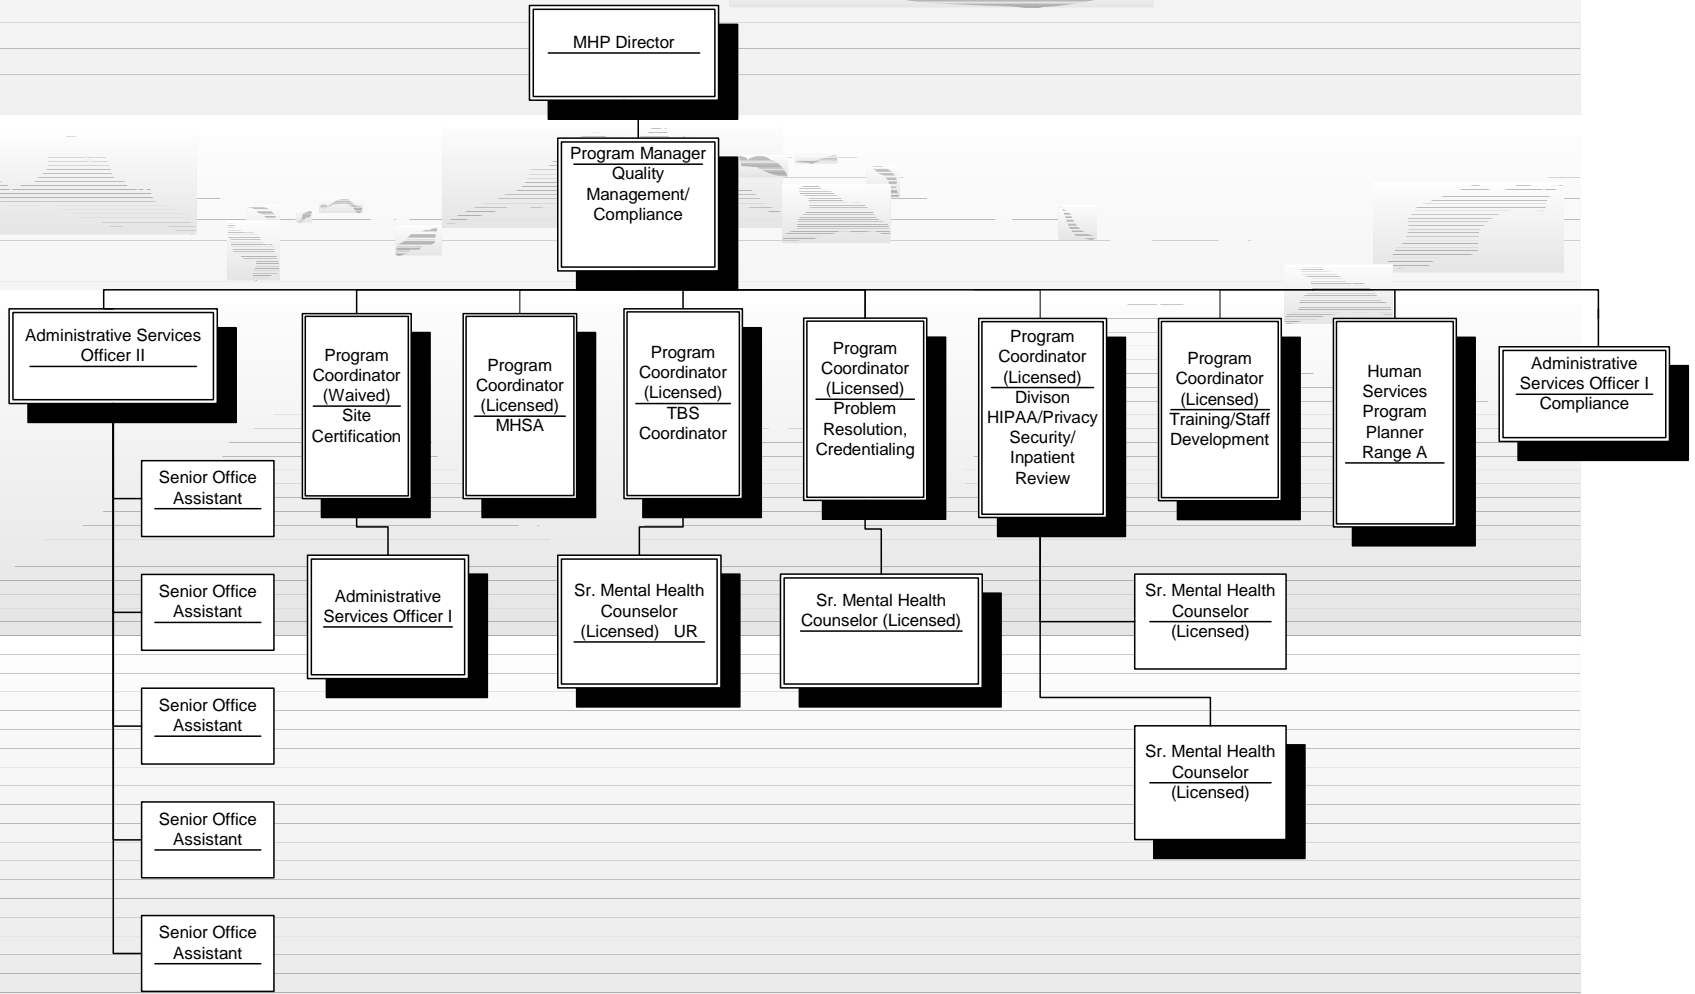 MHP Director
Program Manager
Quality
Management/
Compliance
Administrative Services
Officer II
Program
Coordinator
(Waived)
Site
Certification
Program
Coordinator
(Licensed)
MHSA
Program
Coordinator
(Licensed)
TBS
Coordinator
Program
Coordinator
(Licensed)
Problem
Resolution,
Credentialing
Program
Coordinator
(Licensed)
Divison
HIPAA/Privacy
Security/
Inpatient
Review
Program
Coordinator
(Licensed)
Training/Staff
Development
Human
Services
Program
Planner
Range A
Administrative
Services Officer I
Compliance
Senior Office
Assistant
Senior Office
Assistant
Senior Office
Assistant
Senior Office
Assistant
Senior Office
Assistant
Administrative
Services Officer I
Sr. Mental Health
Counselor
(Licensed) UR
Sr. Mental Health
Counselor (Licensed)
Sr. Mental Health
Counselor
(Licensed)
Sr. Mental Health
Counselor
(Licensed)